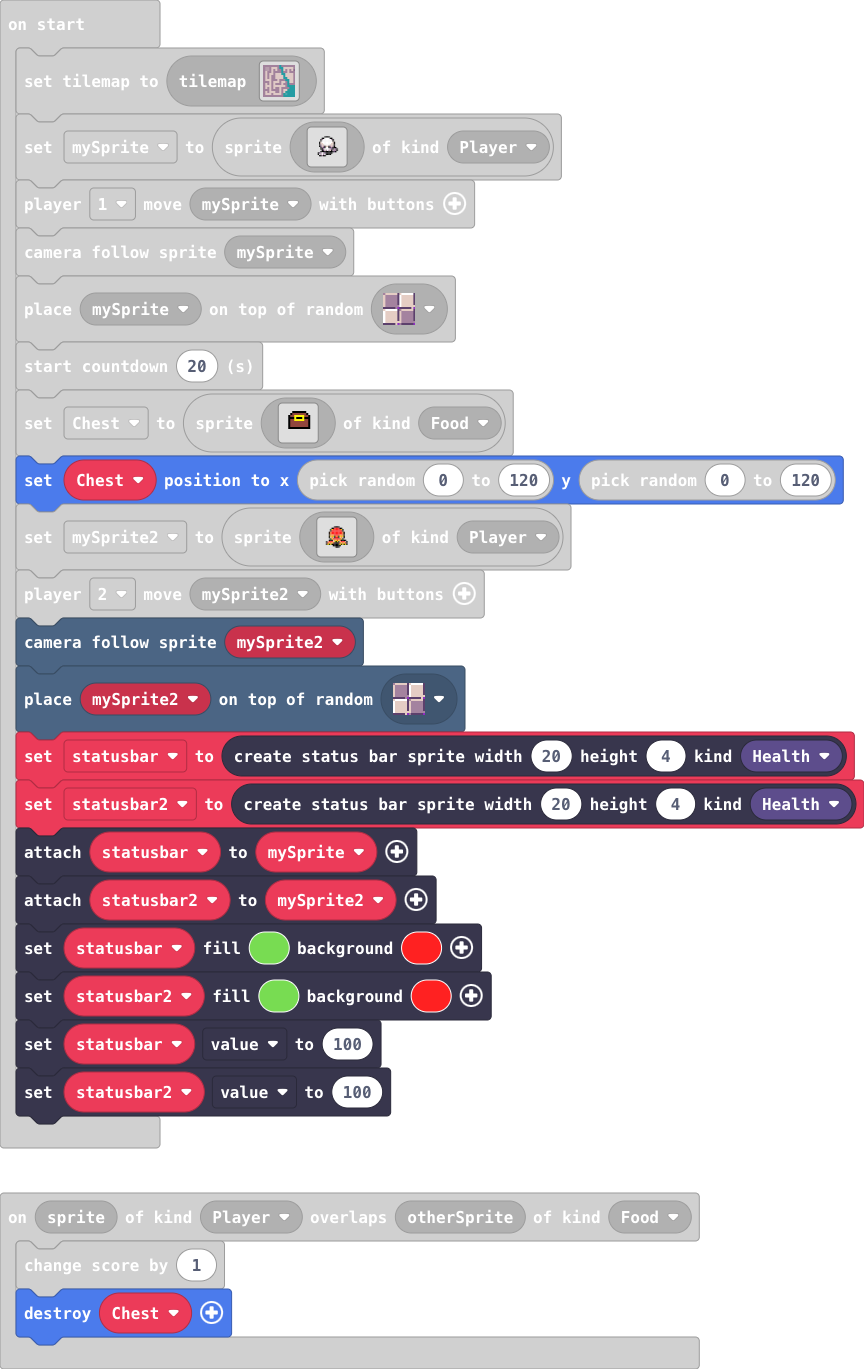 on start
set tilemap to tilemap
set mySprite to sprite of kind Player
player 1 move mySprite with buttons
camera follow sprite mySprite
place mySprite on top of random
start countdown 20 (s)
set Chest to sprite of kind Food
set Chest position to x pick random 0 to 120 y pick random 0 to 120
set mySprite2 to sprite of kind Player
player 2 move mySprite2 with buttons
camera follow sprite mySprite2
place mySprite2 on top of random
set statusbar to create status bar sprite width 20 height 4 kind Health
set statusbar2 to create status bar sprite width 20 height 4 kind Health
attach statusbar to mySprite
attach statusbar2 to mySprite2
set statusbar fill background
set statusbar2 fill background
set statusbar value to 100
set statusbar2 value to 100
on sprite of kind Player overlaps otherSprite of kind Food
change score by 1
destroy Chest